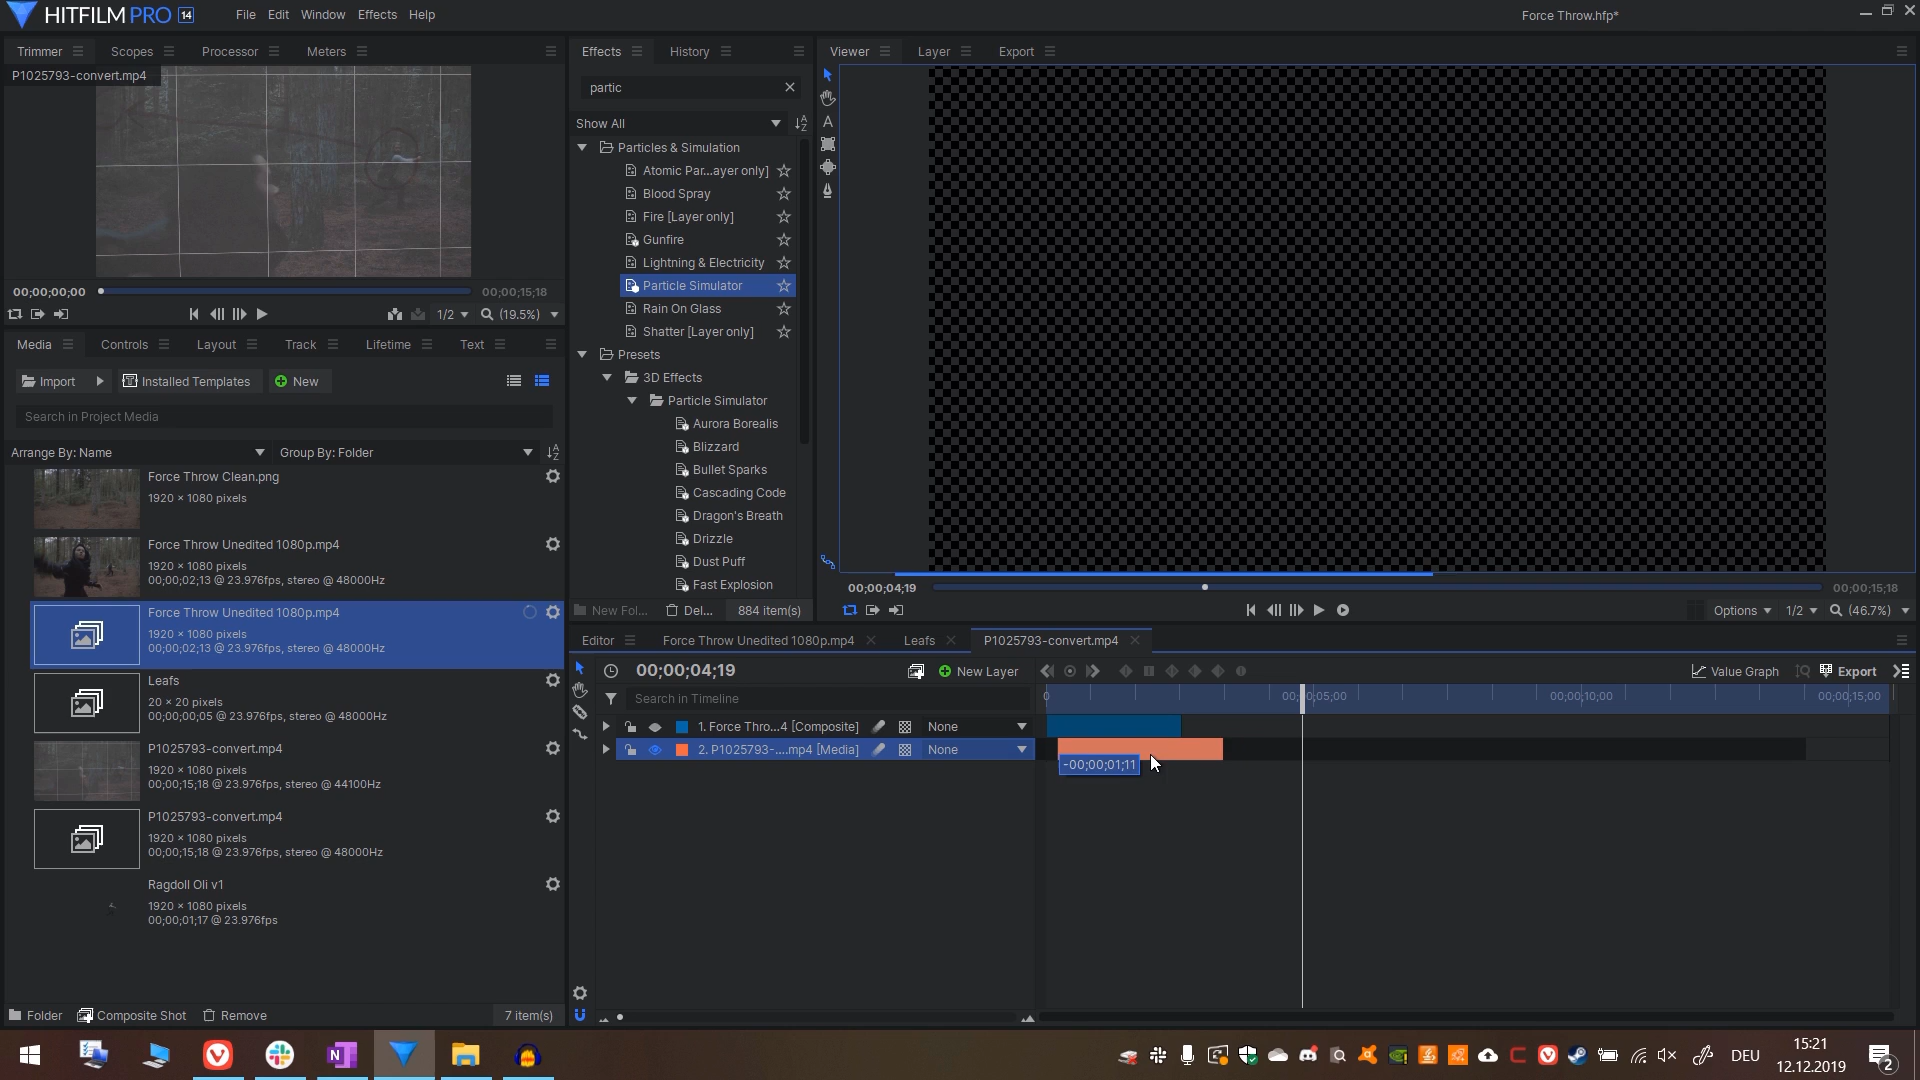 HITFILM PRO 14
File Edit Window Effects Help
Force Throw.hfp*
Trimmer Scopes Processor Meters
P1025793-convert.mp4
00;00;00;00
00;00;15;18
1/2 (19.5%)
Media Controls Layout Track Lifetime Text
Import Installed Templates New
Search in Project Media
Arrange By: Name Group By: Folder
Force Throw Clean.png
1920 × 1080 pixels
Force Throw Unedited 1080p.mp4
1920 × 1080 pixels
00;00;02;13 @ 23.976fps, stereo @ 48000Hz
Force Throw Unedited 1080p.mp4
1920 × 1080 pixels
00;00;02;13 @ 23.976fps, stereo @ 48000Hz
Leafs
20 × 20 pixels
00;00;00;05 @ 23.976fps, stereo @ 48000Hz
P1025793-convert.mp4
1920 × 1080 pixels
00;00;15;18 @ 23.976fps, stereo @ 44100Hz
P1025793-convert.mp4
1920 × 1080 pixels
00;00;15;18 @ 23.976fps, stereo @ 48000Hz
Ragdoll Oli v1
1920 × 1080 pixels
00;00;01;17 @ 23.976fps
Folder Composite Shot Remove 7 item(s)
Effects History
partic
Show All
Particles & Simulation
Atomic Par...ayer only]
Blood Spray
Fire [Layer only]
Gunfire
Lightning & Electricity
Particle Simulator
Rain On Glass
Shatter [Layer only]
Presets
3D Effects
Particle Simulator
Aurora Borealis
Blizzard
Bullet Sparks
Cascading Code
Dragon's Breath
Drizzle
Dust Puff
Fast Explosion
New Fol... Del... 884 item(s)
Viewer Layer Export
00;00;04;19
00;00;15;18
Options 1/2 (46.7%)
Editor Force Throw Unedited 1080p.mp4 Leafs P1025793-convert.mp4
00;00;04;19 New Layer Value Graph Export
Search in Timeline
0 00;00;05;00 00;00;10;00 00;00;15;00
1. Force Thro...4 [Composite] None
2. P1025793-....mp4 [Media] None
-00;00;01;11
DEU
15:21
12.12.2019
2